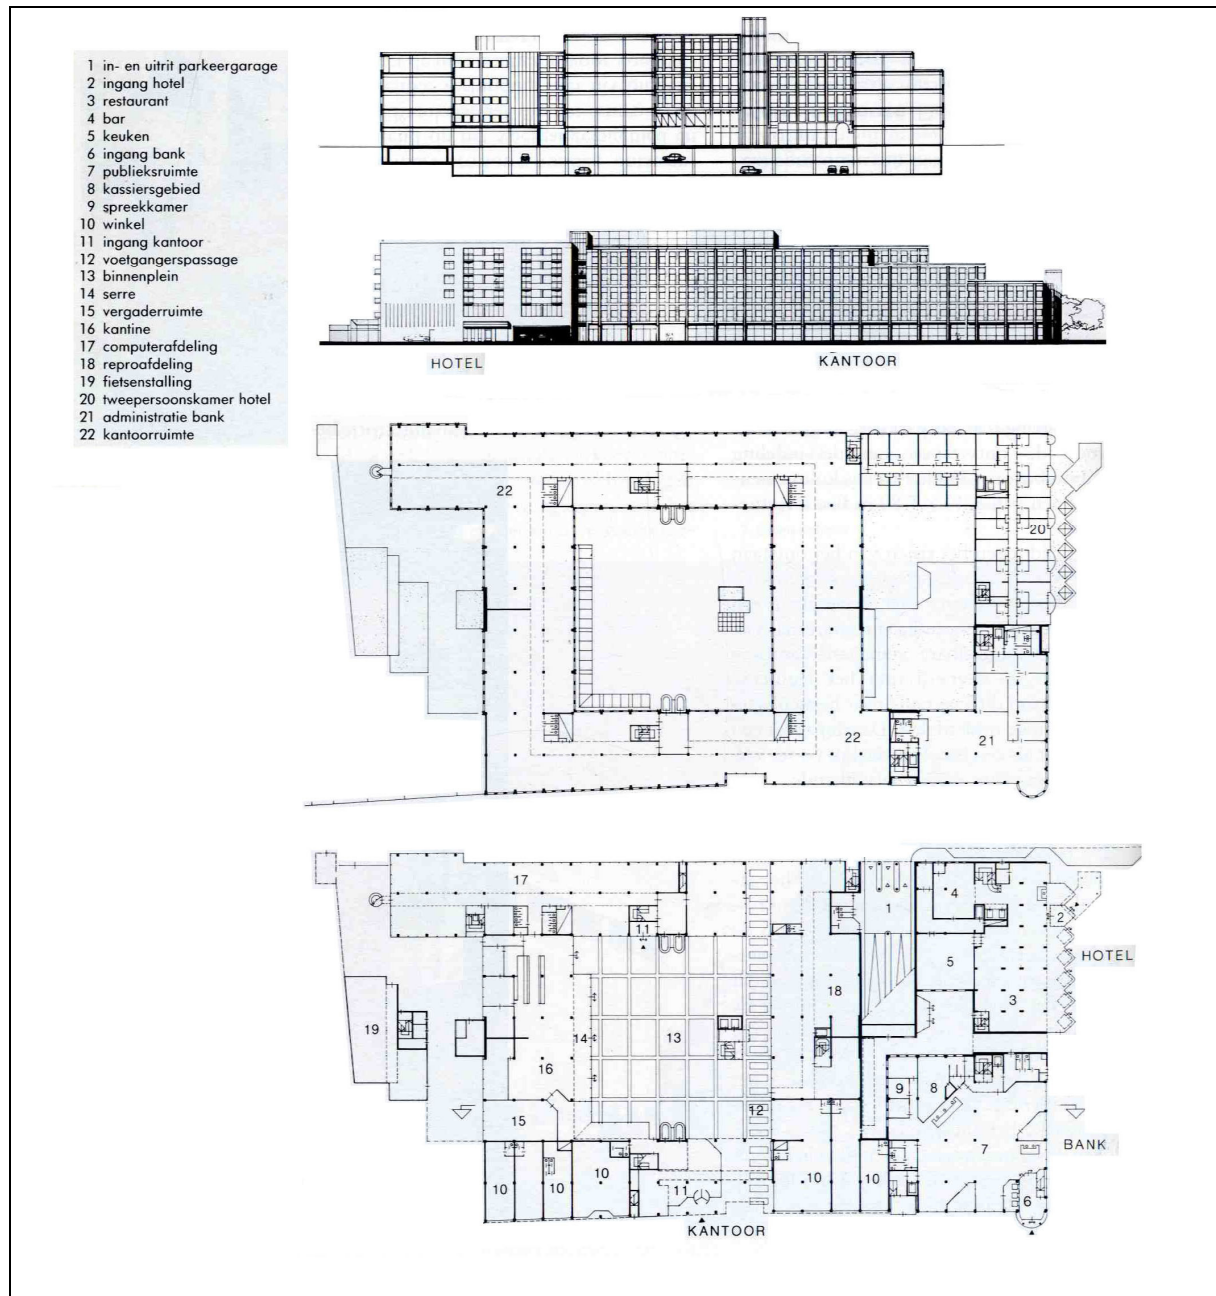 1 in- en uitrit parkeergarage
2 ingang hotel
3 restaurant
4 bar
5 keuken
6 ingang bank
7 publieksruimte
8 kassiersgebied
9 spreekkamer
10 winkel
11 ingang kantoor
12 voetgangerspassage
13 binnenplein
14 serre
15 vergaderruimte
16 kantine
17 computerafdeling
18 reproafdeling
19 fietsenstalling
20 tweepersoonskamer hotel
21 administratie bank
22 kantoorruimte
HOTEL
KANTOOR
22
20
22
21
17
1
4
2
11
5
HOTEL
18
3
19
14
13
16
9
8
12
15
7
BANK
10
10
10
11
10
10
6
KANTOOR